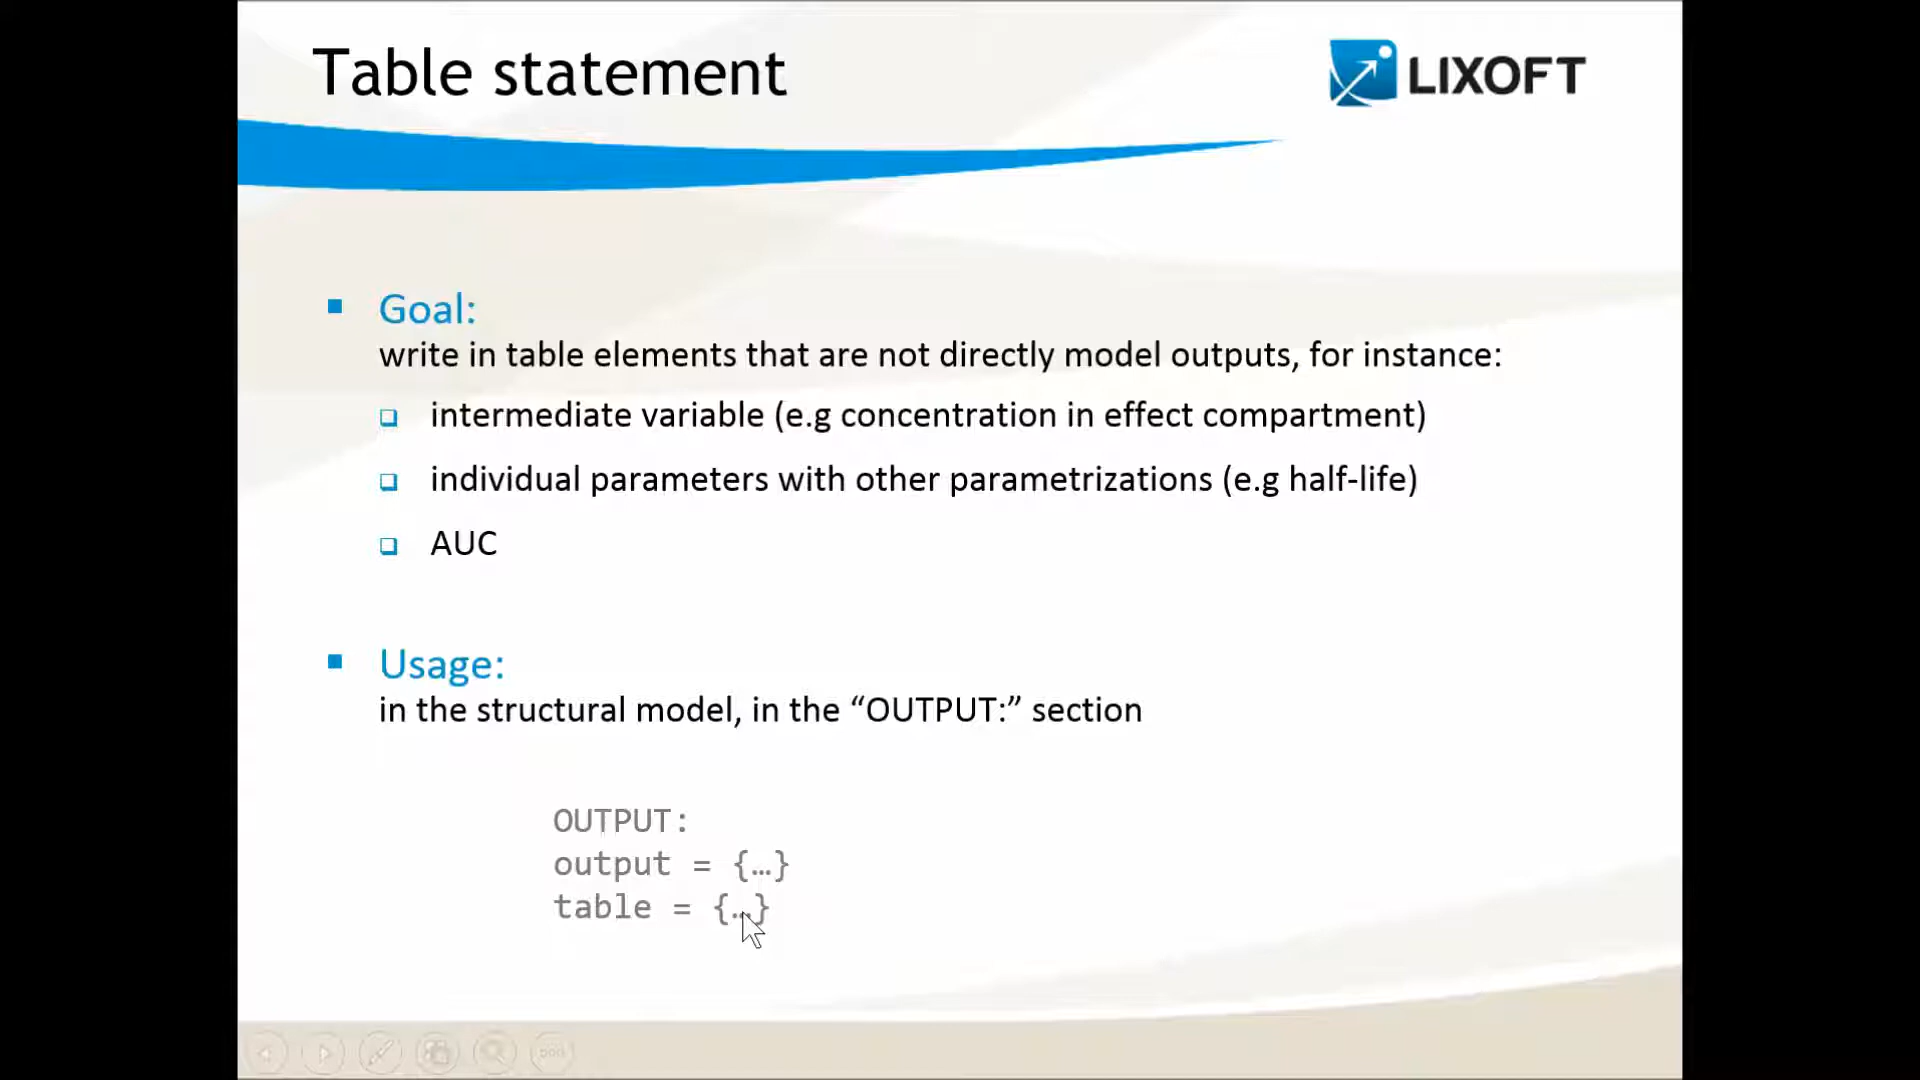 Table statement
LIXOFT
Goal:
write in table elements that are not directly model outputs, for instance:
intermediate variable (e.g concentration in effect compartment)
individual parameters with other parametrizations (e.g half-life)
AUC
Usage:
in the structural model, in the “OUTPUT:” section
OUTPUT:
output = {…}
table = {…}